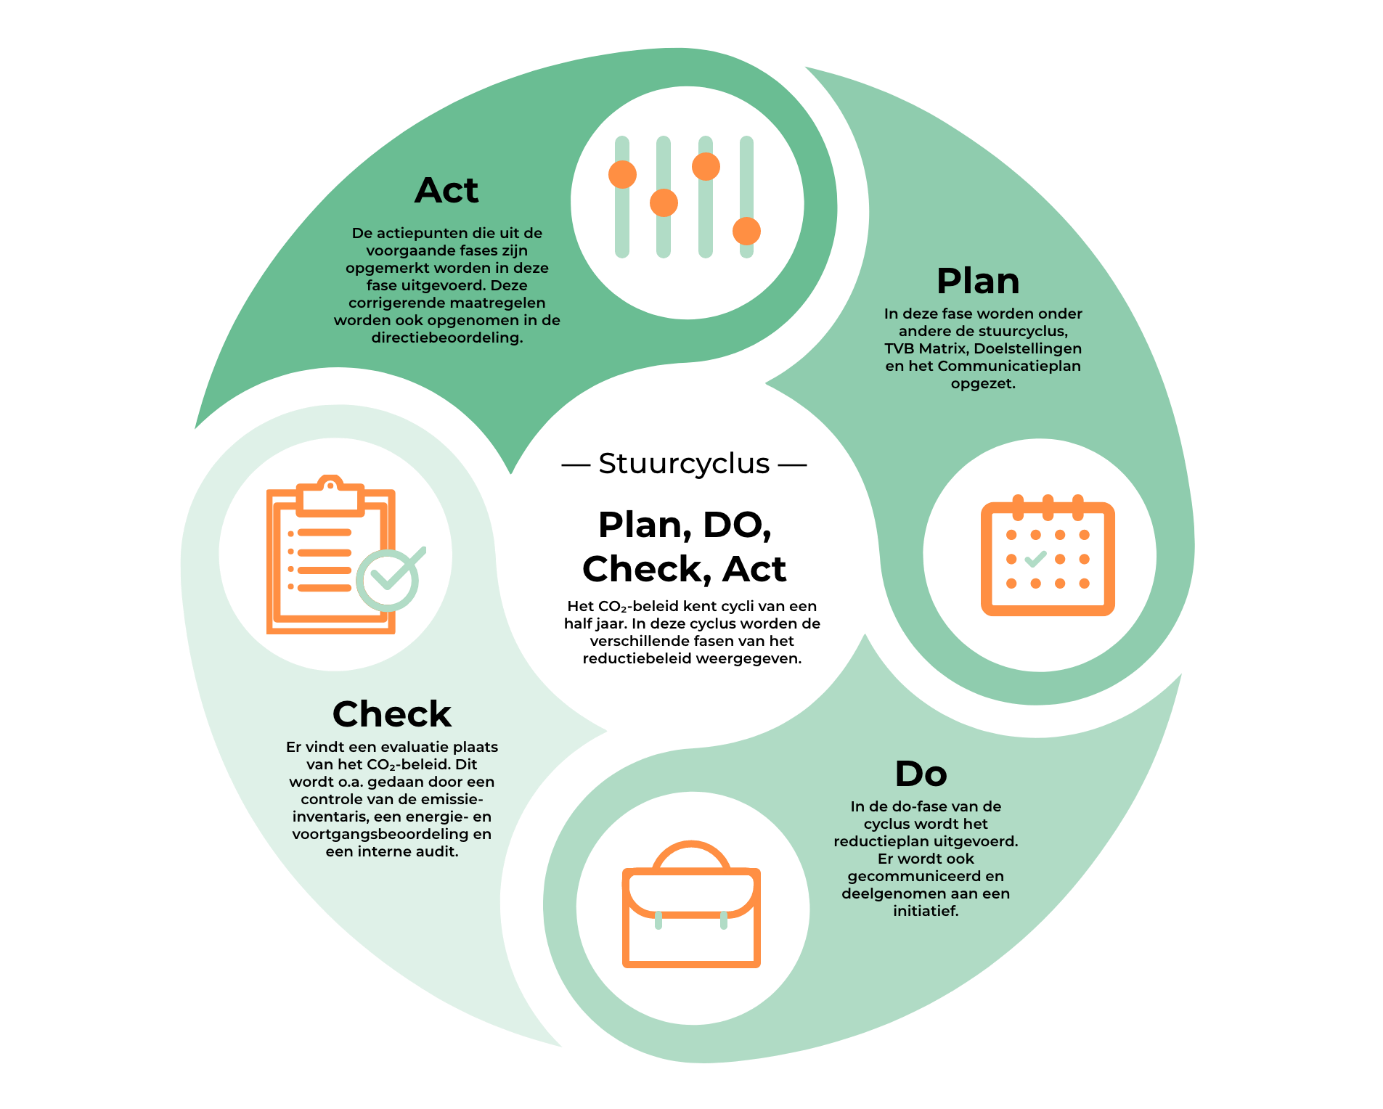 Act
De actiepunten die uit de
voorgaande fases zijn
opgemerkt worden in deze
fase uitgevoerd. Deze
corrigerende maatregelen
worden ook opgenomen in de
directiebeoordeling.
Plan
In deze fase worden onder
andere de stuurcyclus,
TVB Matrix, Doelstellingen
en het Communicatieplan
opgezet.
— Stuurcyclus —
Plan, DO,
Check, Act
Het CO₂-beleid kent cycli van een
half jaar. In deze cyclus worden de
verschillende fasen van het
reductiebeleid weergegeven.
Check
Er vindt een evaluatie plaats
van het CO₂-beleid. Dit
wordt o.a. gedaan door een
controle van de emissie-
inventaris, een energie- en
voortgangsbeoordeling en
een interne audit.
Do
In de do-fase van de
cyclus wordt het
reductieplan uitgevoerd.
Er wordt ook
gecommuniceerd en
deelgenomen aan een
initiatief.